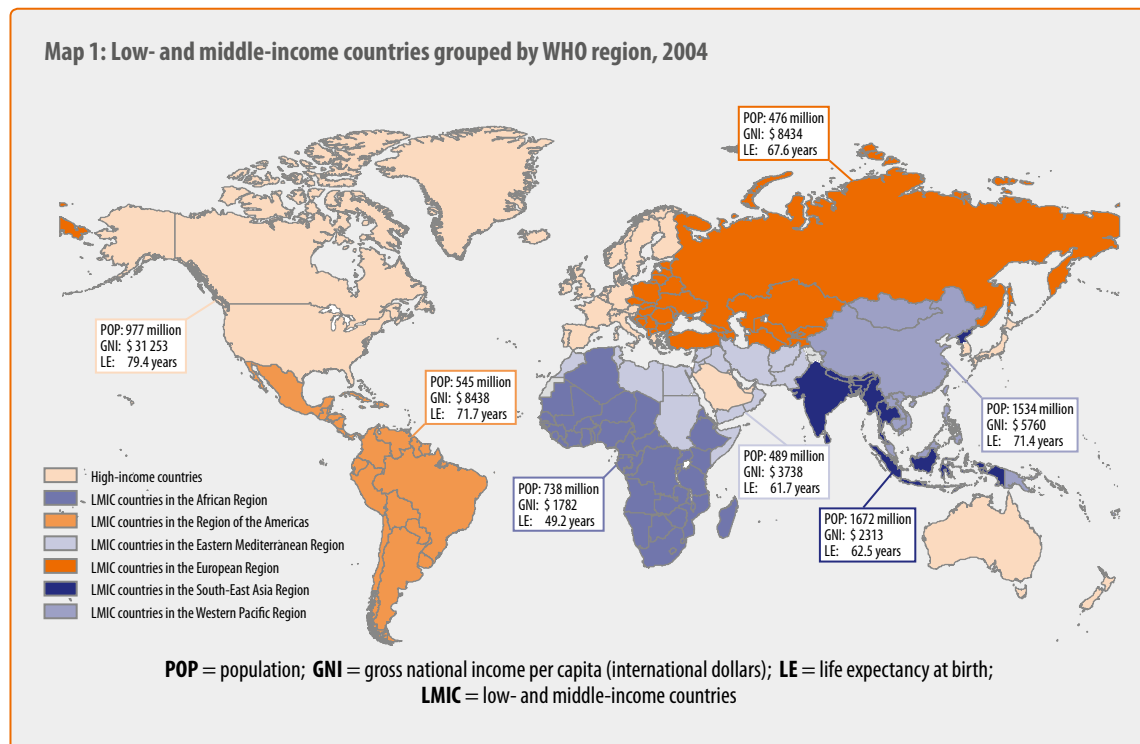 Map 1: Low- and middle-income countries grouped by WHO region, 2004
POP: 476 million
GNI: $ 8434
LE: 67.6 years
POP: 977 million
GNI: $ 31 253
LE: 79.4 years
POP: 545 million
GNI: $ 8438
LE: 71.7 years
POP: 1534 million
GNI: $ 5760
LE: 71.4 years
POP: 489 million
GNI: $ 3738
LE: 61.7 years
POP: 738 million
GNI: $ 1782
LE: 49.2 years
POP: 1672 million
GNI: $ 2313
LE: 62.5 years
High-income countries
LMIC countries in the African Region
LMIC countries in the Region of the Americas
LMIC countries in the Eastern Mediterranean Region
LMIC countries in the European Region
LMIC countries in the South-East Asia Region
LMIC countries in the Western Pacific Region
POP = population; GNI = gross national income per capita (international dollars); LE = life expectancy at birth;
LMIC = low- and middle-income countries